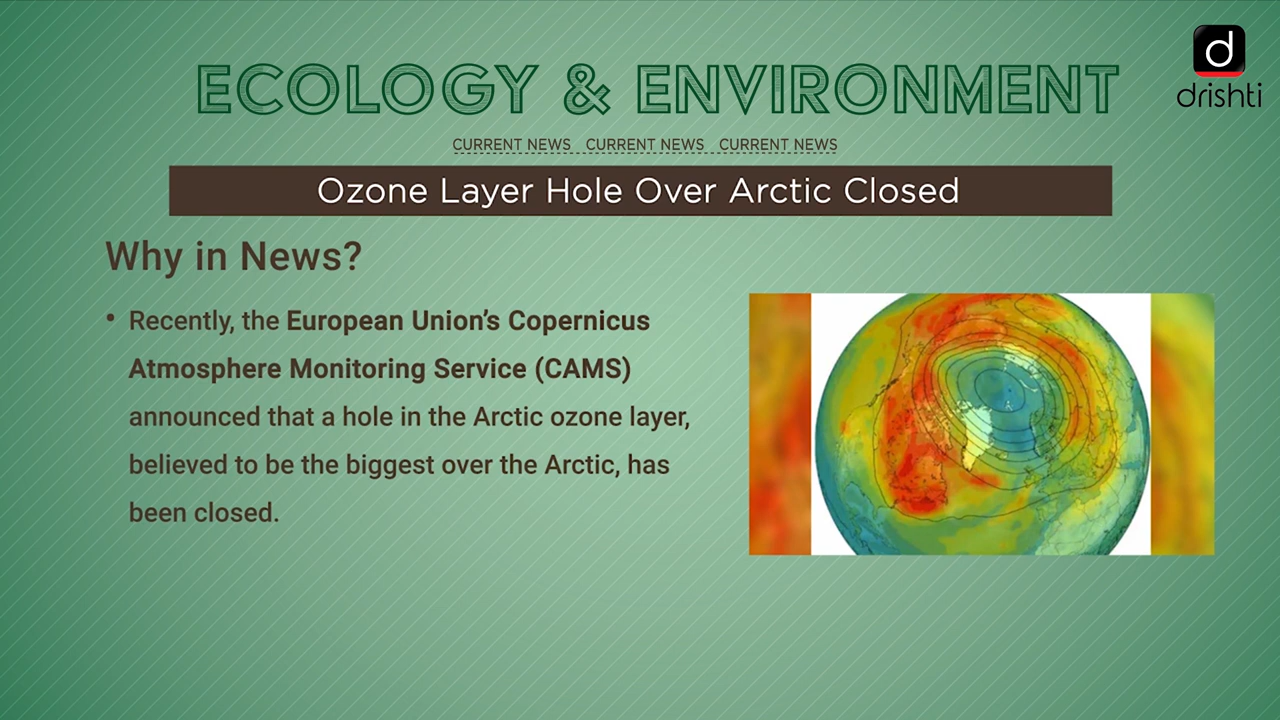 ECOLOGY & ENVIRONMENT
d
drishti
CURRENT NEWS CURRENT NEWS CURRENT NEWS
Ozone Layer Hole Over Arctic Closed
Why in News?
• Recently, the European Union's Copernicus
Atmosphere Monitoring Service (CAMS)
announced that a hole in the Arctic ozone layer,
believed to be the biggest over the Arctic, has
been closed.